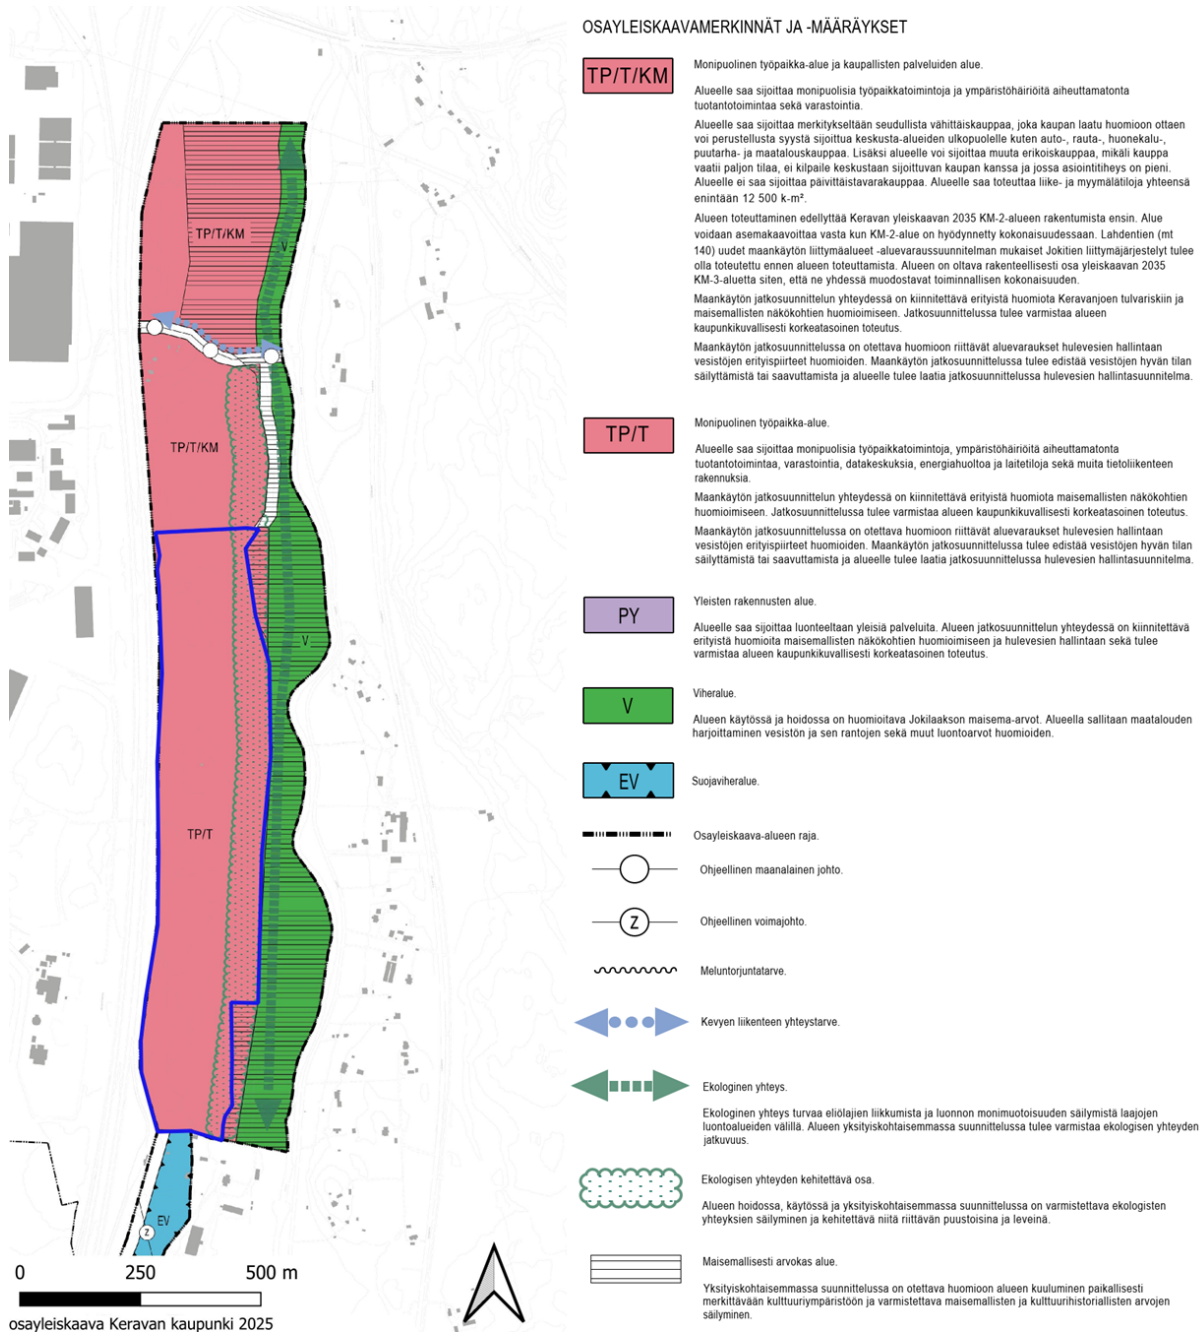 TP/T/KM
V
TP/T/KM
V
TP/T
EV
Z
0 250 500 m
osayleiskaava Keravan kaupunki 2025
OSAYLEISKAAVAMERKINNÄT JA -MÄÄRÄYKSET
TP/T/KM
Monipuolinen työpaikka-alue ja kaupallisten palveluiden alue.
Alueelle saa sijoittaa monipuolisia työpaikkatoimintoja ja ympäristöhäiriöitä aiheuttamatonta
tuotantotoimintaa sekä varastointia.
Alueelle saa sijoittaa merkitykseltään seudullista vähittäiskauppaa, joka kaupan laatu huomioon ottaen
voi perustellusta syystä sijoittua keskusta-alueiden ulkopuolelle kuten auto-, rauta-, huonekalu-,
puutarha- ja maatalouskauppaa. Lisäksi alueelle voi sijoittaa muuta erikoiskauppaa, mikäli kauppa
vaatii paljon tilaa, ei kilpaile keskustaan sijoittuvan kaupan kanssa ja jossa asiointitiheys on pieni.
Alueelle ei saa sijoittaa päivittäistavarakauppaa. Alueelle saa toteuttaa liike- ja myymälätiloja yhteensä
enintään 12 500 k-m².
Alueen toteuttaminen edellyttää Keravan yleiskaavan 2035 KM-2-alueen rakentumista ensin. Alue
voidaan asemakaavoittaa vasta kun KM-2-alue on hyödynnetty kokonaisuudessaan. Lahdentien (mt
140) uudet maankäytön liittymäalueet -aluevaraussuunnitelman mukaiset Jokitien liittymäjärjestelyt tulee
olla toteutettu ennen alueen toteuttamista. Alueen on oltava rakenteellisesti osa yleiskaavan 2035
KM-3-aluetta siten, että ne yhdessä muodostavat toiminnallisen kokonaisuuden.
Maankäytön jatkosuunnittelun yhteydessä on kiinnitettävä erityistä huomiota Keravanjoen tulvariskiin ja
maisemallisten näkökohtien huomioimiseen. Jatkosuunnittelussa tulee varmistaa alueen
kaupunkikuvallisesti korkeatasoinen toteutus.
Maankäytön jatkosuunnittelussa on otettava huomioon riittävät aluevaraukset hulevesien hallintaan
vesistöjen erityispiirteet huomioiden. Maankäytön jatkosuunnittelussa tulee edistää vesistöjen hyvän tilan
säilyttämistä tai saavuttamista ja alueelle tulee laatia jatkosuunnittelussa hulevesien hallintasuunnitelma.
TP/T
Monipuolinen työpaikka-alue.
Alueelle saa sijoittaa monipuolisia työpaikkatoimintoja, ympäristöhäiriöitä aiheuttamatonta
tuotantotoimintaa, varastointia, datakeskuksia, energiahuoltoa ja laitetiloja sekä muita tietoliikenteen
rakennuksia.
Maankäytön jatkosuunnittelun yhteydessä on kiinnitettävä erityistä huomiota maisemallisten näkökohtien
huomioimiseen. Jatkosuunnittelussa tulee varmistaa alueen kaupunkikuvallisesti korkeatasoinen toteutus.
Maankäytön jatkosuunnittelussa on otettava huomioon riittävät aluevaraukset hulevesien hallintaan
vesistöjen erityispiirteet huomioiden. Maankäytön jatkosuunnittelussa tulee edistää vesistöjen hyvän tilan
säilyttämistä tai saavuttamista ja alueelle tulee laatia jatkosuunnittelussa hulevesien hallintasuunnitelma.
PY
Yleisten rakennusten alue.
Alueelle saa sijoittaa luonteeltaan yleisiä palveluita. Alueen jatkosuunnittelun yhteydessä on kiinnitettävä
erityistä huomioita maisemallisten näkökohtien huomioimiseen ja hulevesien hallintaan sekä tulee
varmistaa alueen kaupunkikuvallisesti korkeatasoinen toteutus.
V
Viheralue.
Alueen käytössä ja hoidossa on huomioitava Jokilaakson maisema-arvot. Alueella sallitaan maatalouden
harjoittaminen vesistön ja sen rantojen sekä muut luontoarvot huomioiden.
EV
Suojaviheralue.
Osayleiskaava-alueen raja.
Ohjeellinen maanalainen johto.
Z
Ohjeellinen voimajohto.
Meluntorjuntatarve.
Kevyen liikenteen yhteystarve.
Ekologinen yhteys.
Ekologinen yhteys turvaa eliölajien liikkumista ja luonnon monimuotoisuuden säilymistä laajojen
luontoalueiden välillä. Alueen yksityiskohtaisemmassa suunnittelussa tulee varmistaa ekologisen yhteyden
jatkuvuus.
Ekologisen yhteyden kehitettävä osa.
Alueen hoidossa, käytössä ja yksityiskohtaisemmassa suunnittelussa on varmistettava ekologisten
yhteyksien säilyminen ja kehitettävä niitä riittävän puustoisina ja leveinä.
Maisemallisesti arvokas alue.
Yksityiskohtaisemmassa suunnittelussa on otettava huomioon alueen kuuluminen paikallisesti
merkittävään kulttuuriympäristöön ja varmistettava maisemallisten ja kulttuurihistoriallisten arvojen
säilyminen.